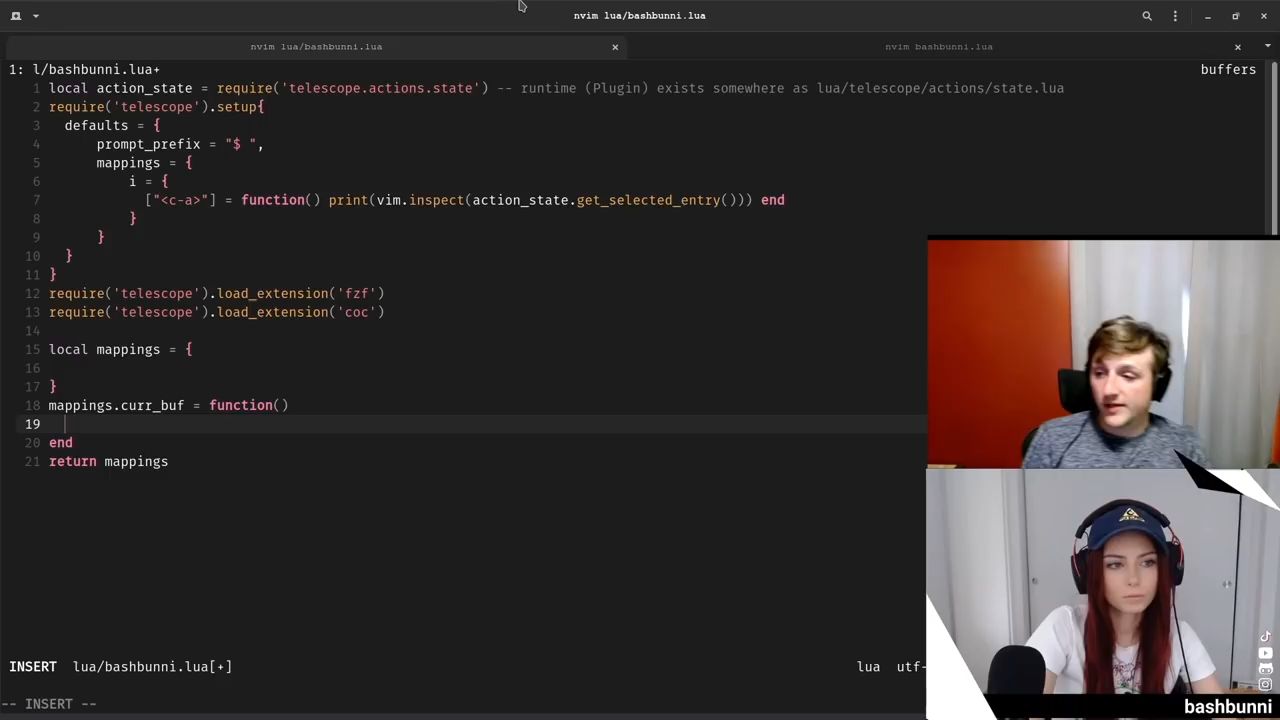 nvim lua/bashbunni.lua
nvim lua/bashbunni.lua
nvim bashbunni.lua
1: l/bashbunni.lua+ buffers
1 local action_state = require('telescope.actions.state') -- runtime (Plugin) exists somewhere as lua/telescope/actions/state.lua
2 require('telescope').setup{
3 defaults = {
4 prompt_prefix = "$ ",
5 mappings = {
6 i = {
7 ["<c-a>"] = function() print(vim.inspect(action_state.get_selected_entry())) end
8 }
9 }
10 }
11 }
12 require('telescope').load_extension('fzf')
13 require('telescope').load_extension('coc')
14
15 local mappings = {
16
17 }
18 mappings.curr_buf = function()
19
20 end
21 return mappings
INSERT lua/bashbunni.lua[+] lua utf-
-- INSERT --
bashbunni